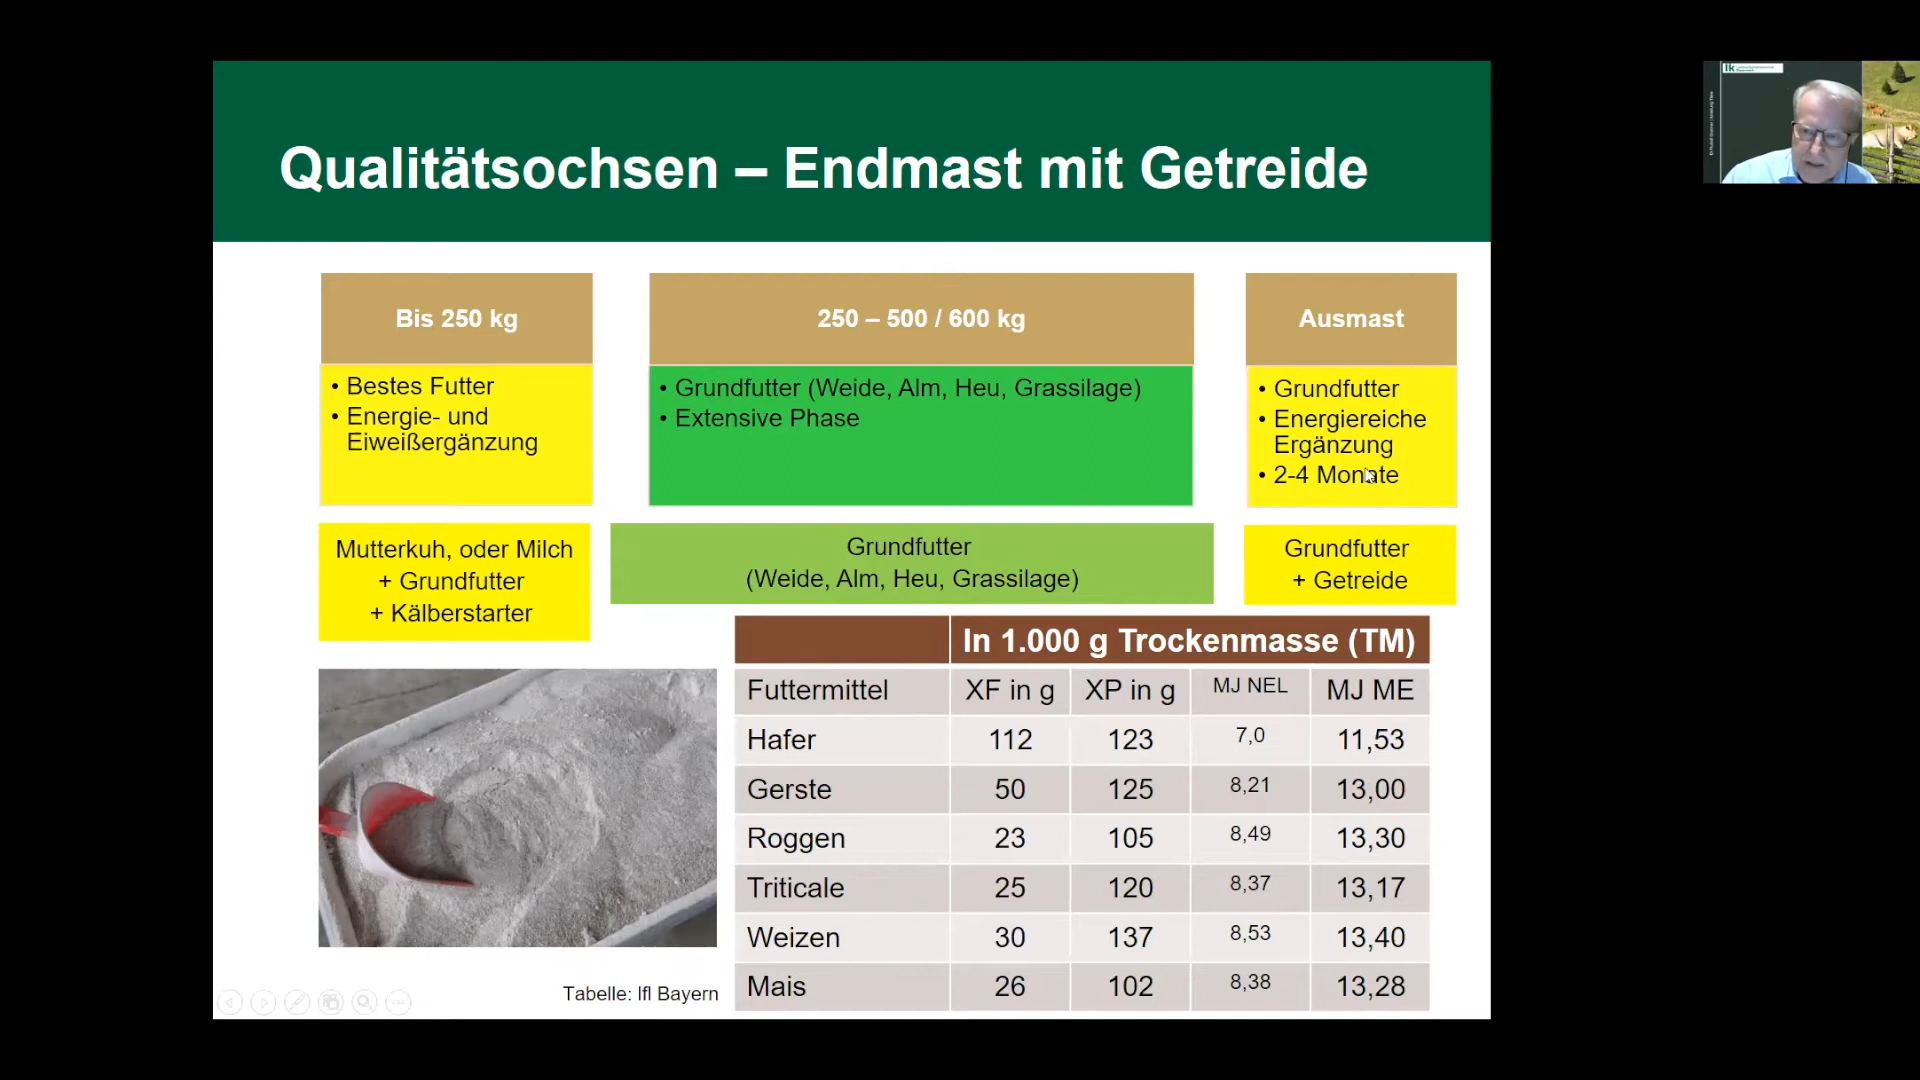 Qualitätsochsen – Endmast mit Getreide
Bis 250 kg
• Bestes Futter
• Energie- und
Eiweißergänzung
250 – 500 / 600 kg
• Grundfutter (Weide, Alm, Heu, Grassilage)
• Extensive Phase
Ausmast
• Grundfutter
• Energiereiche
Ergänzung
• 2-4 Monate
Mutterkuh, oder Milch
+ Grundfutter
+ Kälberstarter
Grundfutter
(Weide, Alm, Heu, Grassilage)
Grundfutter
+ Getreide
In 1.000 g Trockenmasse (TM)
Futtermittel XF in g XP in g MJ NEL MJ ME
Hafer 112 123 7,0 11,53
Gerste 50 125 8,21 13,00
Roggen 23 105 8,49 13,30
Triticale 25 120 8,37 13,17
Weizen 30 137 8,53 13,40
Mais 26 102 8,38 13,28
Tabelle: lfl Bayern
lk